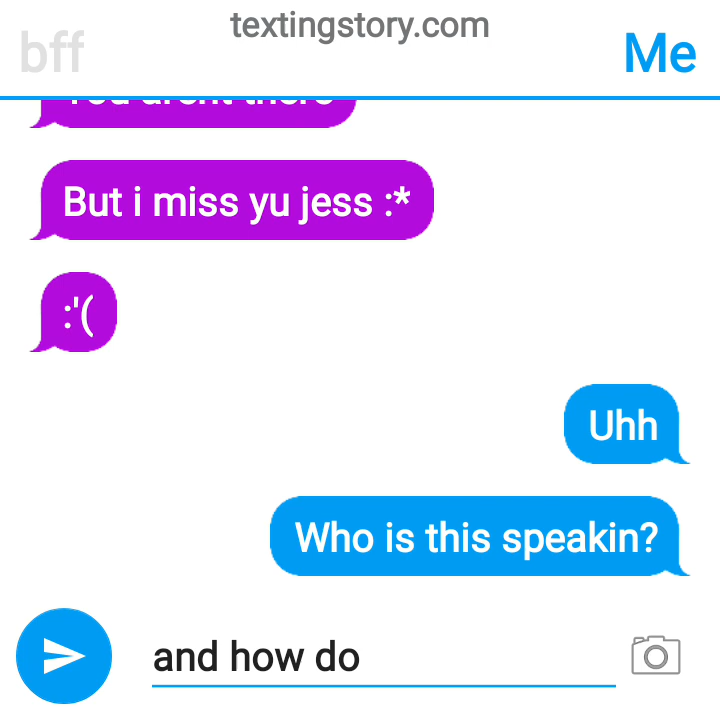 textingstory.com
bff
Me
But i miss yu jess :*
:'(
Uhh
Who is this speakin?
and how do